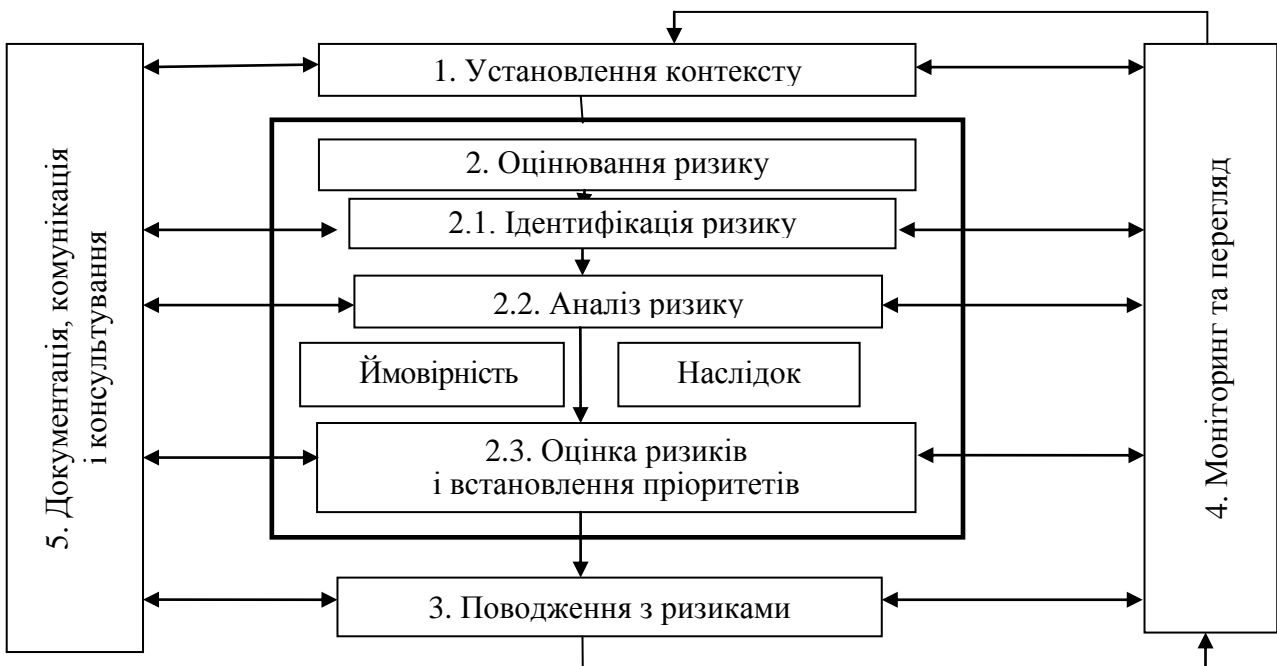 1. Установлення контексту
2. Оцінювання ризику
2.1. Ідентифікація ризику
2.2. Аналіз ризику
Ймовірність
Наслідок
2.3. Оцінка ризиків
і встановлення пріоритетів
3. Поводження з ризиками
4. Моніторинг та перегляд
5. Документація, комунікація
і консультування